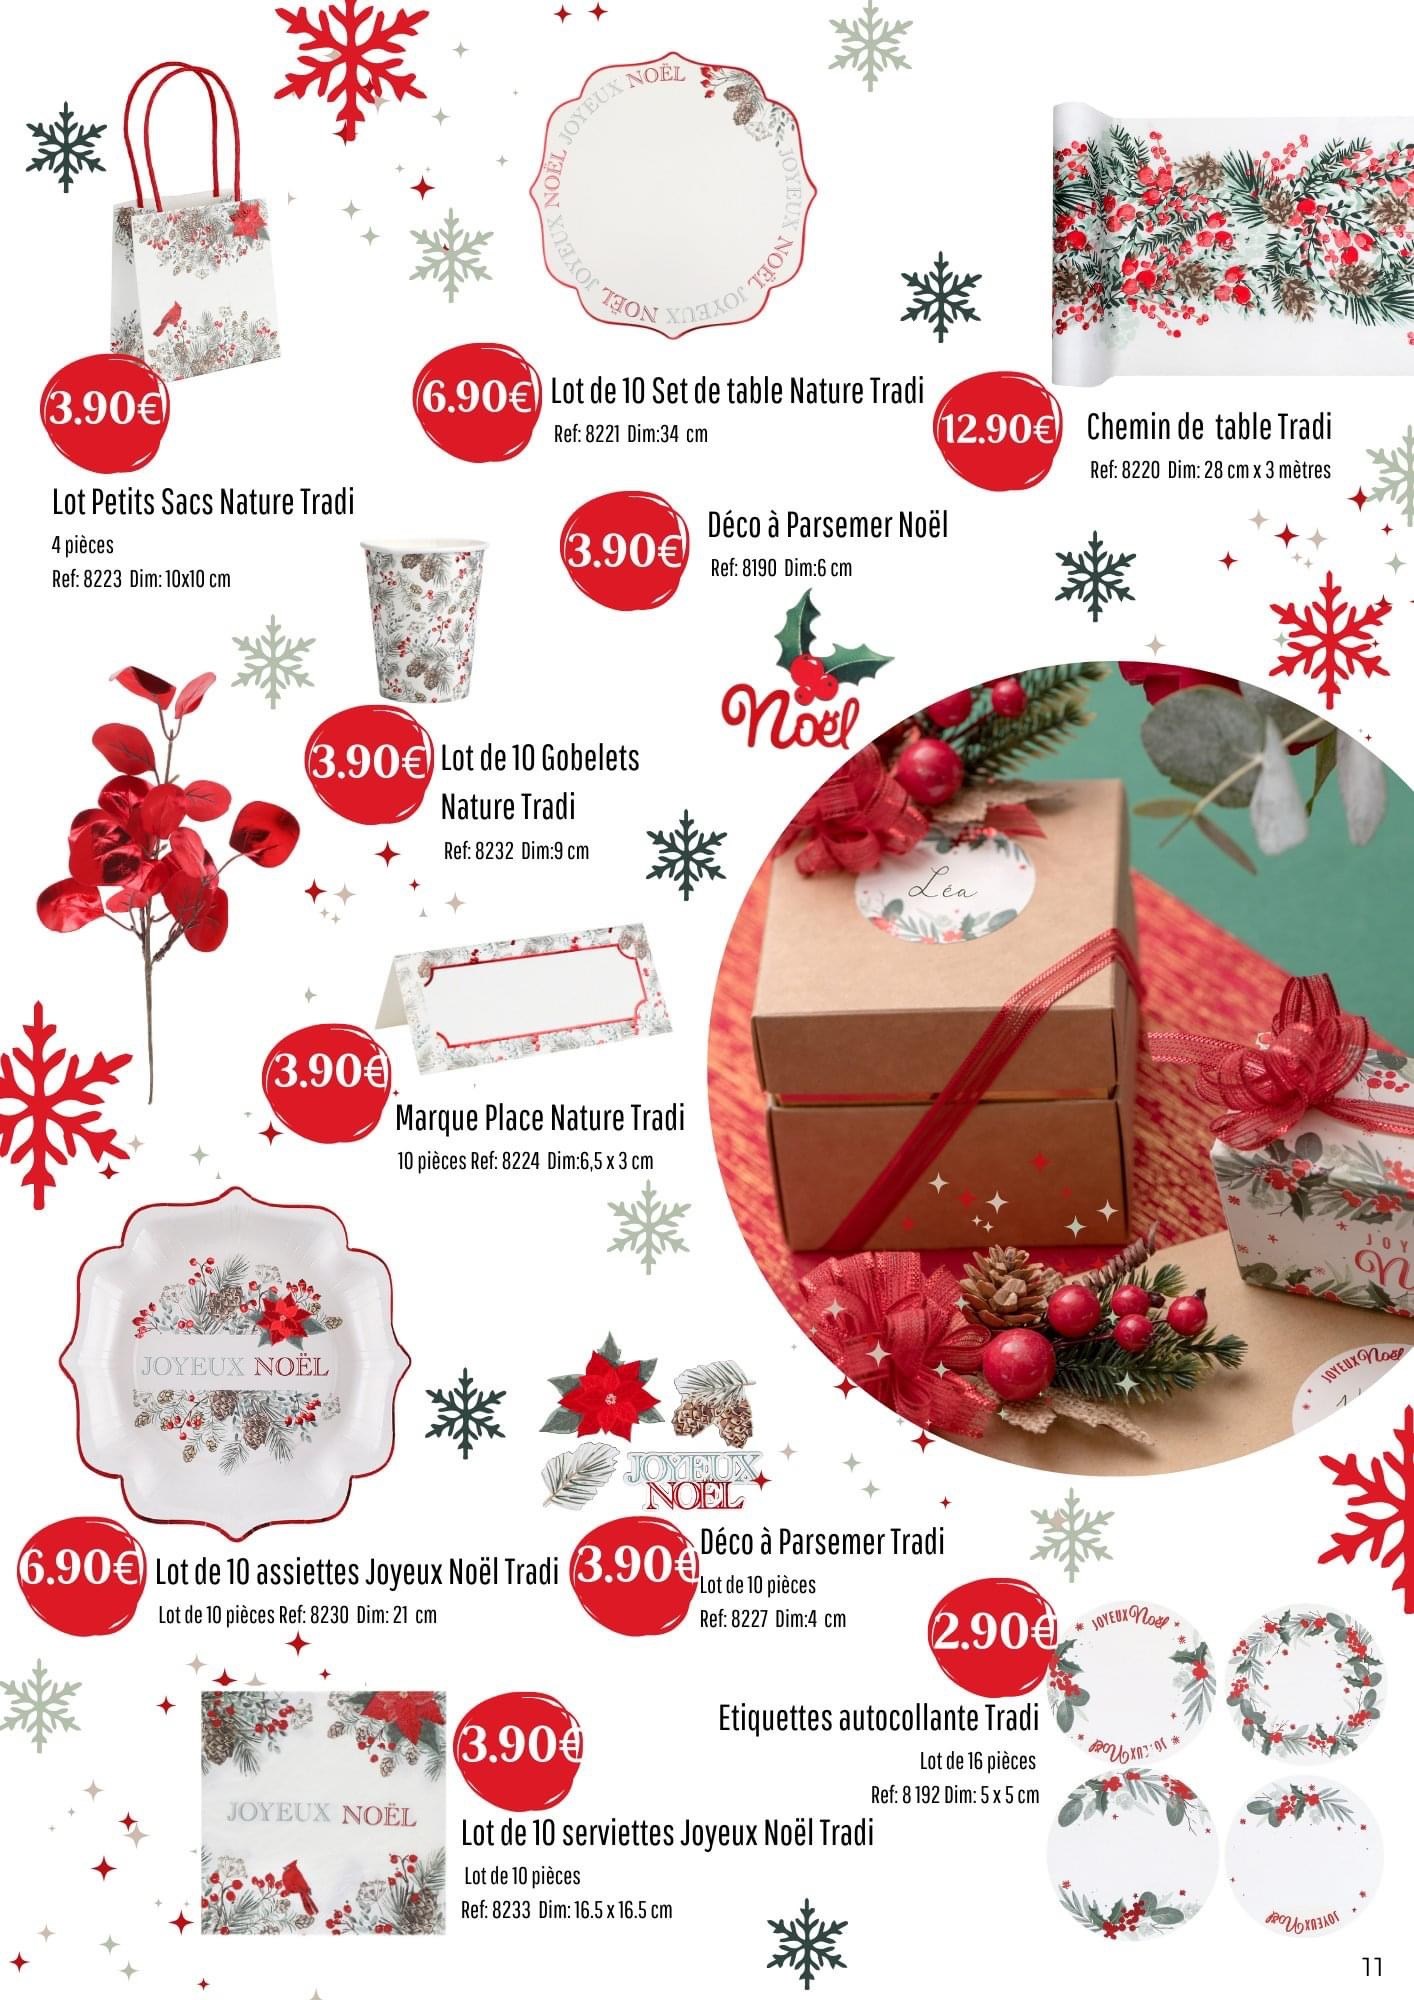 JOYEUX NOËL JOYEUX NOËL JOYEUX NOËL JOYEUX NOËL
3.90€
Lot Petits Sacs Nature Tradi
4 pièces
Ref: 8223 Dim: 10x10 cm
6.90€
Lot de 10 Set de table Nature Tradi
Ref: 8221 Dim:34 cm
12.90€
Chemin de table Tradi
Ref: 8220 Dim: 28 cm x 3 mètres
3.90€
Déco à Parsemer Noël
Ref: 8190 Dim:6 cm
Noël
3.90€
Lot de 10 Gobelets
Nature Tradi
Ref: 8232 Dim:9 cm
Léa
JOY
JOYEUX Noël
3.90€
Marque Place Nature Tradi
10 pièces Ref: 8224 Dim:6,5 x 3 cm
JOYEUX NOËL
6.90€
Lot de 10 assiettes Joyeux Noël Tradi
Lot de 10 pièces Ref: 8230 Dim: 21 cm
JOYEUX
NOËL
3.90€
Déco à Parsemer Tradi
Lot de 10 pièces
Ref: 8227 Dim:4 cm
2.90€
Etiquettes autocollante Tradi
Lot de 16 pièces
Ref: 8 192 Dim: 5 x 5 cm
JOYEUX Noël
JOYEUX Noël
JOYEUX NOËL
3.90€
Lot de 10 serviettes Joyeux Noël Tradi
Lot de 10 pièces
Ref: 8233 Dim: 16.5 x 16.5 cm
11